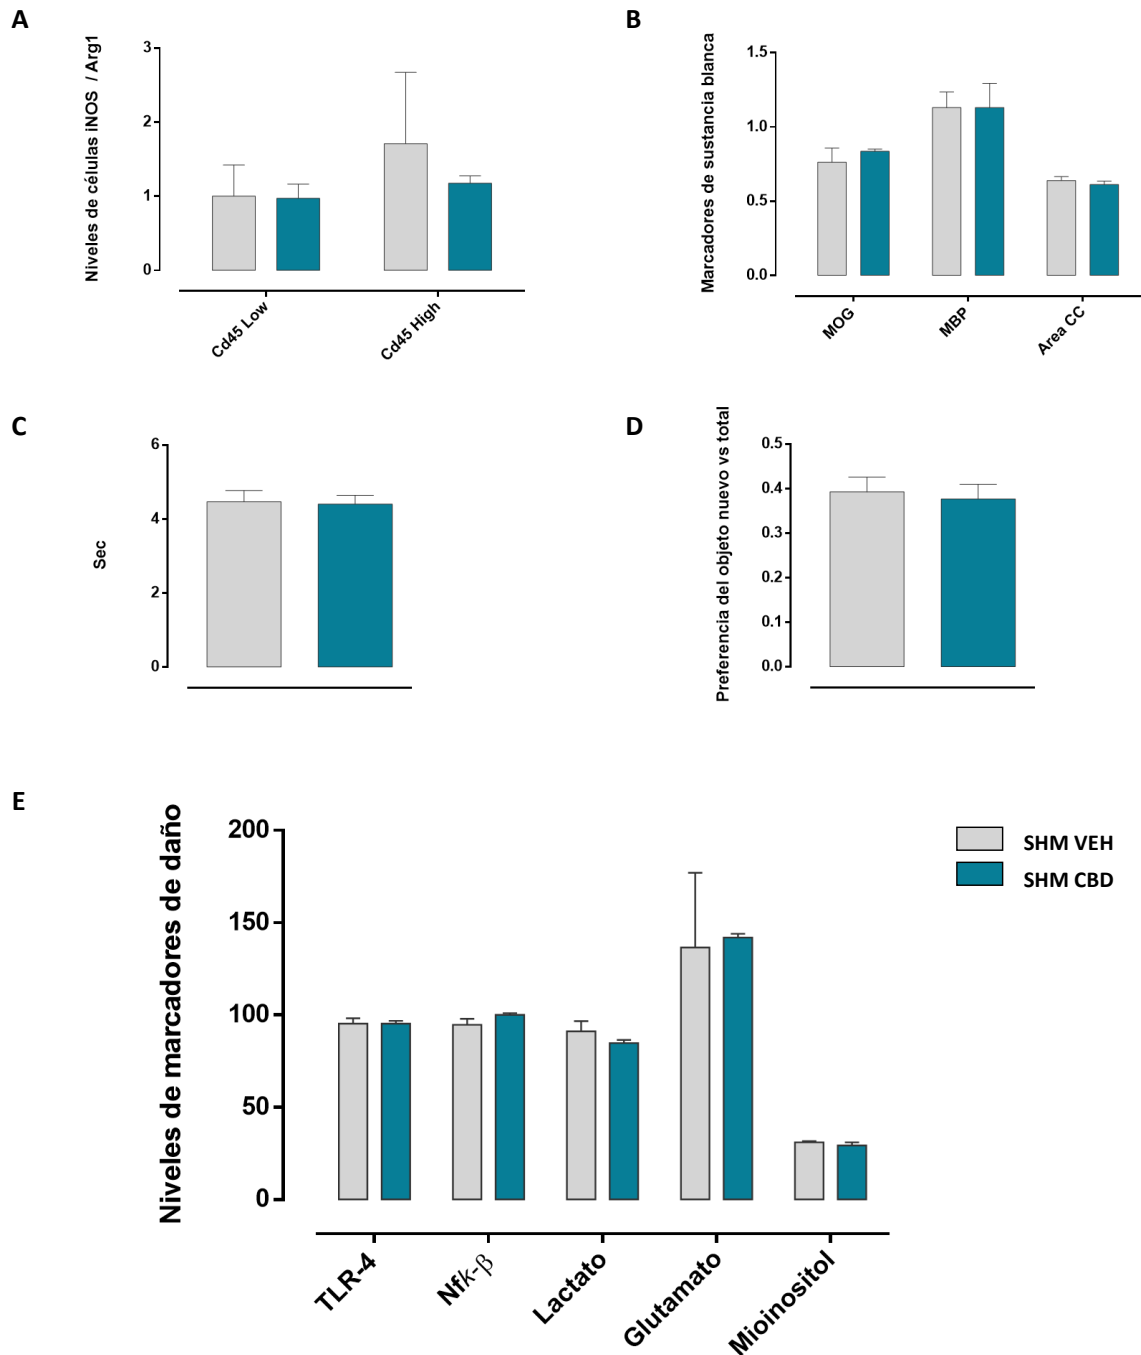 A
Niveles de células iNOS / Arg1
3
2
1
0
Cd45 Low
Cd45 High
B
Marcadores de sustancia blanca
1.5
1.0
0.5
0.0
MOG
MBP
Area CC
C
Sec
6
4
2
0
D
Preferencia del objeto nuevo vs total
0.5
0.4
0.3
0.2
0.1
0.0
E
Niveles de marcadores de daño
200
150
100
50
0
TLR-4
Nfk-β
Lactato
Glutamato
Mioinositol
SHM VEH
SHM CBD